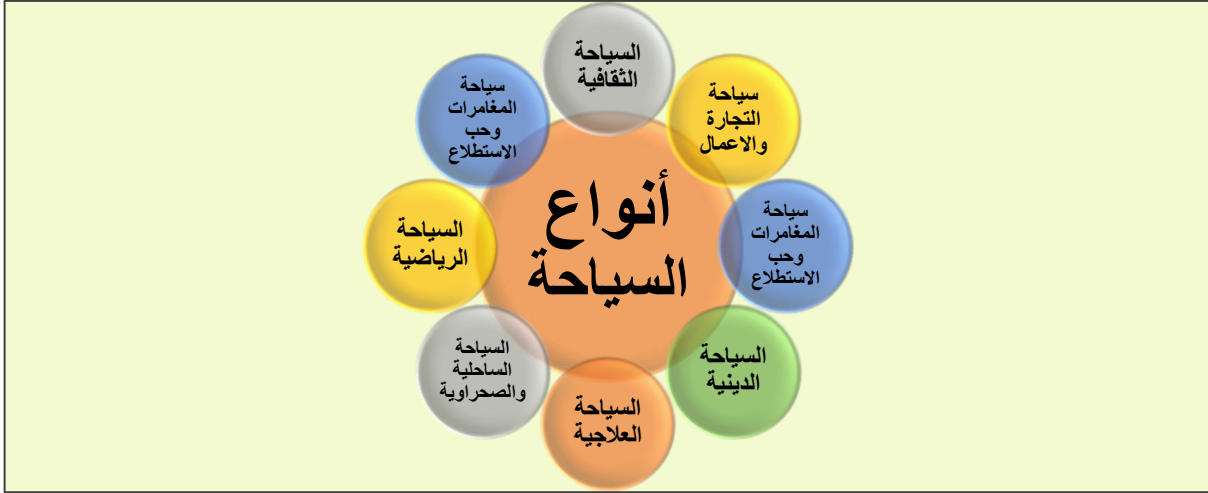 أنواع
السياحة
السياحة
الثقافية
سياحة
التجارة
والاعمال
سياحة
المغامرات
وحب
الاستطلاع
السياحة
الدينية
السياحة
العلاجية
السياحة
الساحلية
والصحراوية
السياحة
الرياضية
سياحة
المغامرات
وحب
الاستطلاع